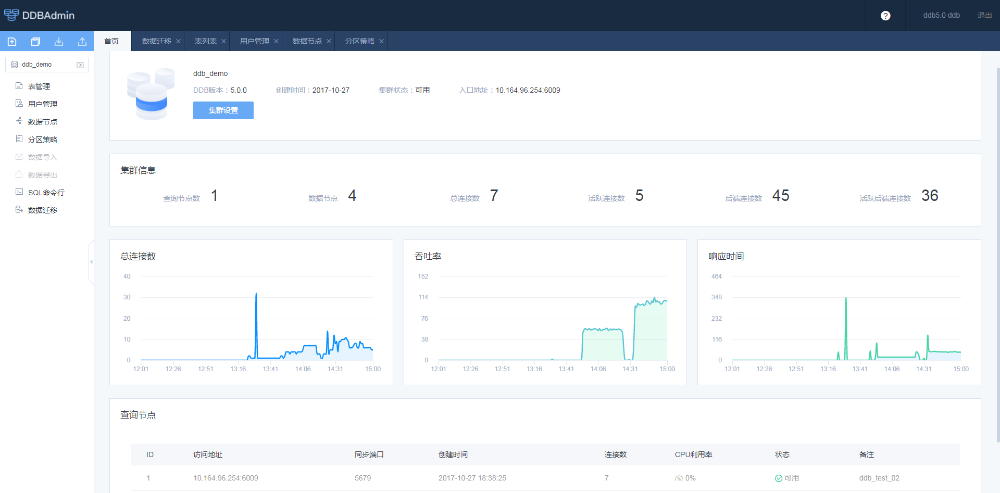 DDBAdmin
? ddb5.0 ddb 退出
首页 数据迁移 表列表 用户管理 数据节点 分区策略
ddb_demo
表管理
用户管理
数据节点
分区策略
数据导入
数据导出
SQL命令行
数据迁移
ddb_demo
DDB版本：5.0.0 创建时间：2017-10-27 集群状态：可用 入口地址：10.164.96.254:6009
集群设置
集群信息
查询节点数 1 数据节点 4 总连接数 7 活跃连接数 5 后端连接数 45 活跃后端连接数 36
总连接数
40
30
20
10
0
12:01 12:26 12:51 13:16 13:41 14:06 14:31 15:00
吞吐率
152
114
76
38
0
12:01 12:26 12:51 13:16 13:41 14:06 14:31 15:00
响应时间
464
348
232
116
0
12:01 12:26 12:51 13:16 13:41 14:06 14:31 15:00
查询节点
ID 访问地址 同步端口 创建时间 连接数 CPU利用率 状态 备注
1 10.164.96.254:6009 5679 2017-10-27 18:38:25 7 0% 可用 ddb_test_02